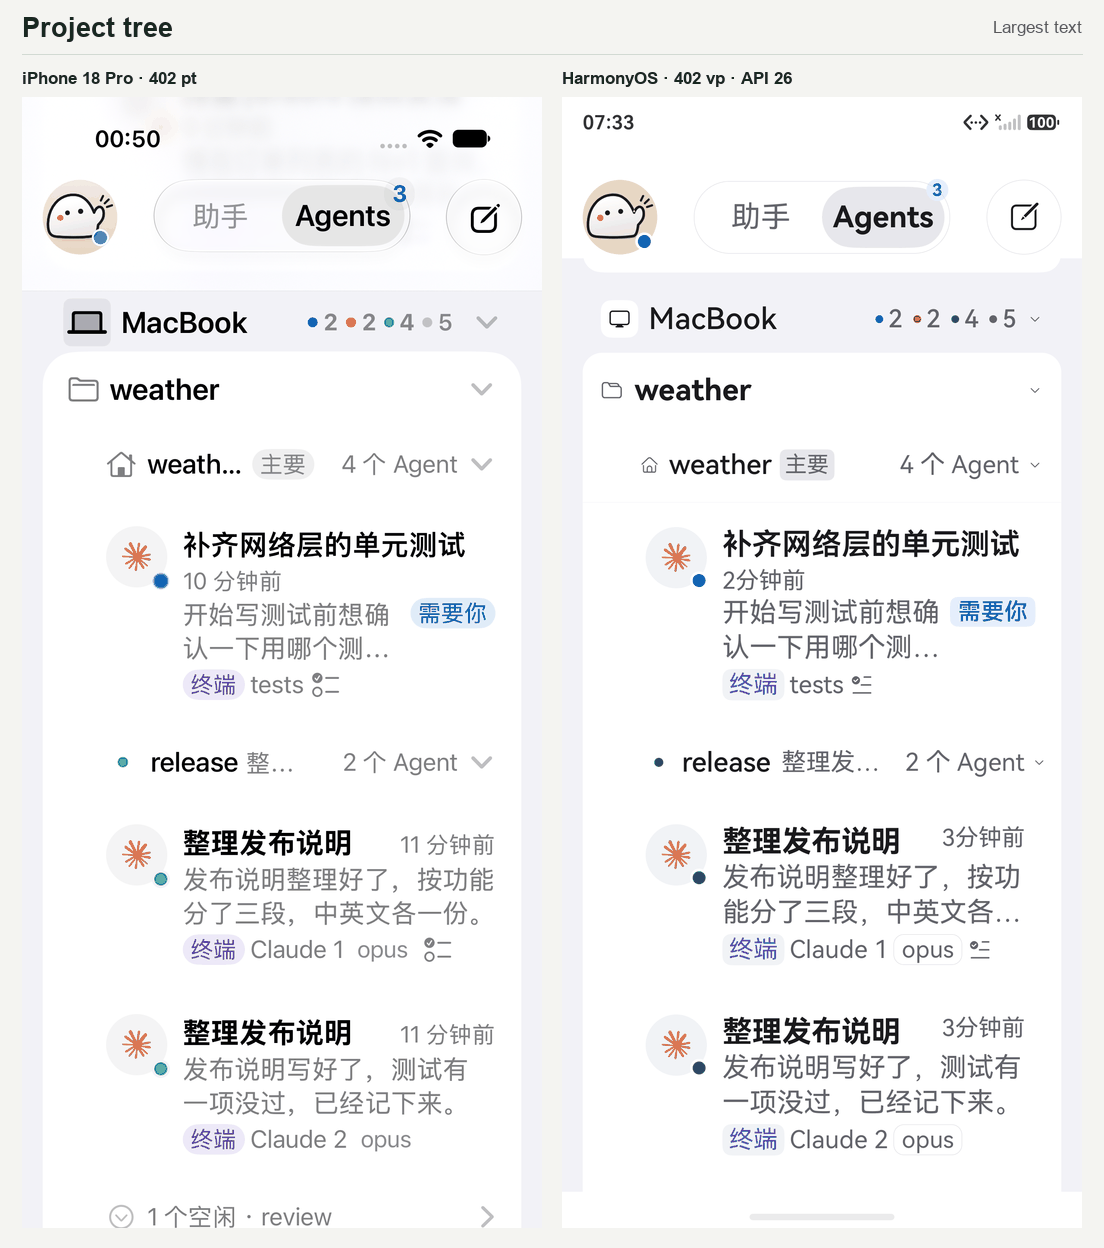 Project tree
Largest text
iPhone 18 Pro · 402 pt
00:50
助手
Agents
3
MacBook
2 2 4 5
weather
weath... 主要 4 个 Agent
补齐网络层的单元测试
10 分钟前
开始写测试前想确
认一下用哪个测…
需要你
终端 tests
release 整… 2 个 Agent
整理发布说明 11 分钟前
发布说明整理好了，按功能
分了三段，中英文各一份。
终端 Claude 1 opus
整理发布说明 11 分钟前
发布说明写好了，测试有
一项没过，已经记下来。
终端 Claude 2 opus
1 个空闲 · review
HarmonyOS · 402 vp · API 26
07:33
100
助手
Agents
3
MacBook
2 2 4 5
weather
weather 主要 4 个 Agent
补齐网络层的单元测试
2分钟前
开始写测试前想确
认一下用哪个测…
需要你
终端 tests
release 整理发… 2 个 Agent
整理发布说明 3分钟前
发布说明整理好了，按功
能分了三段，中英文各…
终端 Claude 1 opus
整理发布说明 3分钟前
发布说明写好了，测试有
一项没过，已经记下来。
终端 Claude 2 opus